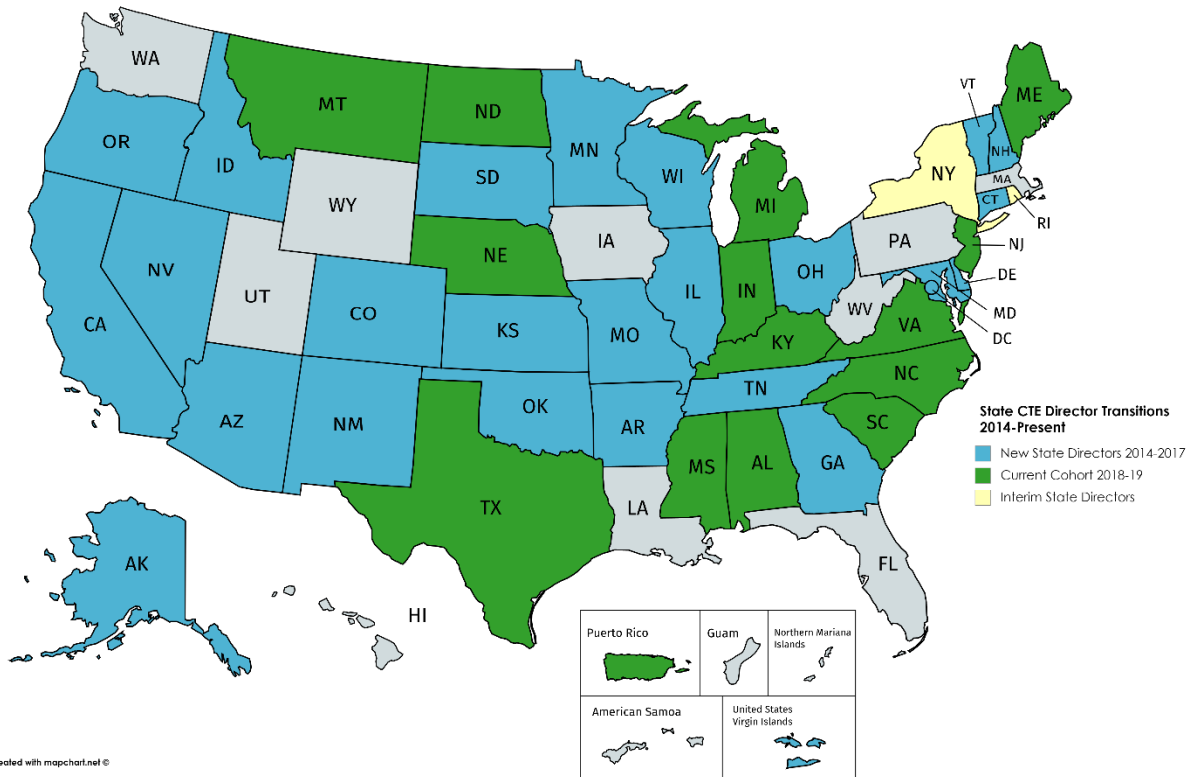 WA
MT
ND
ME
VT
OR
MN
ID
NH
SD
WI
NY
MA
WY
MI
CT
RI
IA
PA
NJ
NE
NV
OH
DE
IL
IN
UT
CO
WV
MD
CA
KS
MO
VA
DC
KY
NC
TN
OK
AZ
NM
AR
SC
MS
AL
GA
TX
LA
FL
AK
HI
State CTE Director Transitions
2014-Present
New State Directors 2014-2017
Current Cohort 2018-19
Interim State Directors
Puerto Rico
Guam
Northern Mariana
Islands
American Samoa
United States
Virgin Islands
eated with mapchart.net ©